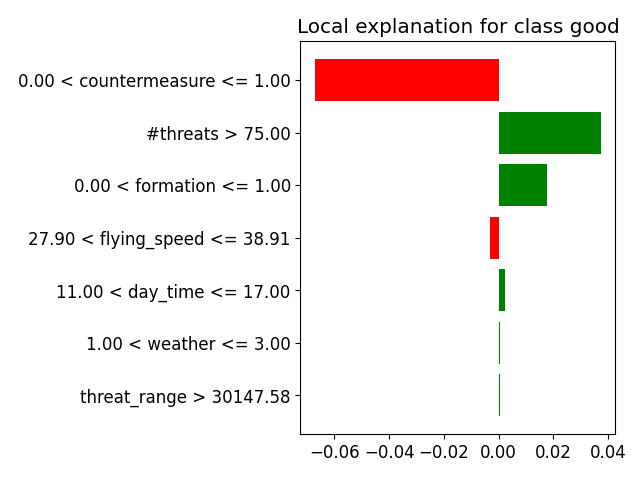 Local explanation for class good
0.00 < countermeasure <= 1.00
#threats > 75.00
0.00 < formation <= 1.00
27.90 < flying_speed <= 38.91
11.00 < day_time <= 17.00
1.00 < weather <= 3.00
threat_range > 30147.58
−0.06 −0.04 −0.02 0.00 0.02 0.04